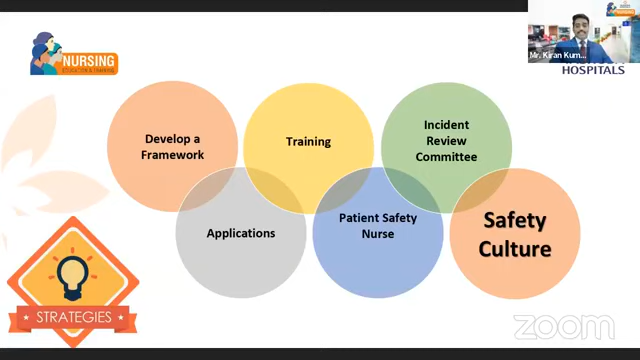 NURSING
EDUCATION & TRAINING
Mr. Kiran Kum...
HOSPITALS
Develop a
Framework
Training
Incident
Review
Committee
Applications
Patient Safety
Nurse
Safety
Culture
STRATEGIES
zoom